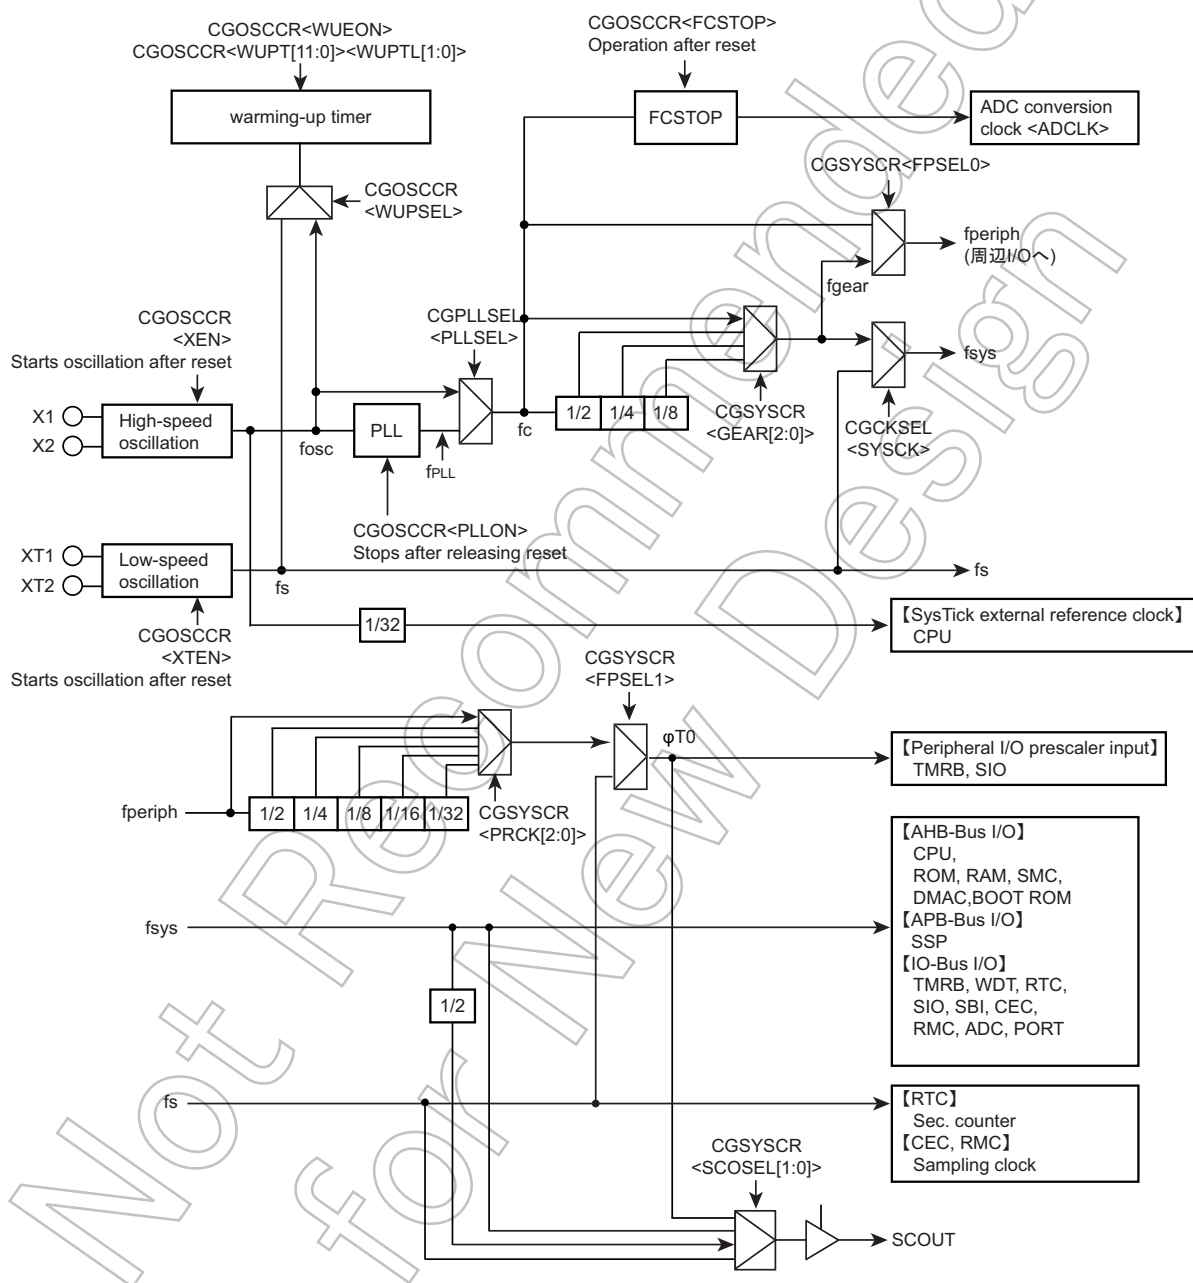 CGOSCCR<WUEON>
CGOSCCR<WUPT[11:0]><WUPTL[1:0]>
warming-up timer
CGOSCCR
<WUPSEL>
CGOSCCR<FCSTOP>
Operation after reset
FCSTOP
ADC conversion
clock <ADCLK>
CGSYSCR<FPSEL0>
fperiph
(周辺I/Oへ)
fgear
CGOSCCR
<XEN>
Starts oscillation after reset
CGPLLSEL
<PLLSEL>
fsys
X1
X2
High-speed
oscillation
fosc
PLL
fPLL
fc
1/2
1/4
1/8
CGSYSCR
<GEAR[2:0]>
CGCKSEL
<SYSCK>
CGOSCCR<PLLON>
Stops after releasing reset
XT1
XT2
Low-speed
oscillation
fs
fs
CGOSCCR
<XTEN>
Starts oscillation after reset
1/32
【SysTick external reference clock】
CPU
CGSYSCR
<FPSEL1>
φT0
【Peripheral I/O prescaler input】
TMRB, SIO
fperiph
1/2
1/4
1/8
1/16
1/32
CGSYSCR
<PRCK[2:0]>
【AHB-Bus I/O】
CPU,
ROM, RAM, SMC,
DMAC,BOOT ROM
【APB-Bus I/O】
SSP
【IO-Bus I/O】
TMRB, WDT, RTC,
SIO, SBI, CEC,
RMC, ADC, PORT
fsys
1/2
fs
【RTC】
Sec. counter
【CEC, RMC】
Sampling clock
CGSYSCR
<SCOSEL[1:0]>
SCOUT
Not Recommended
for New Design